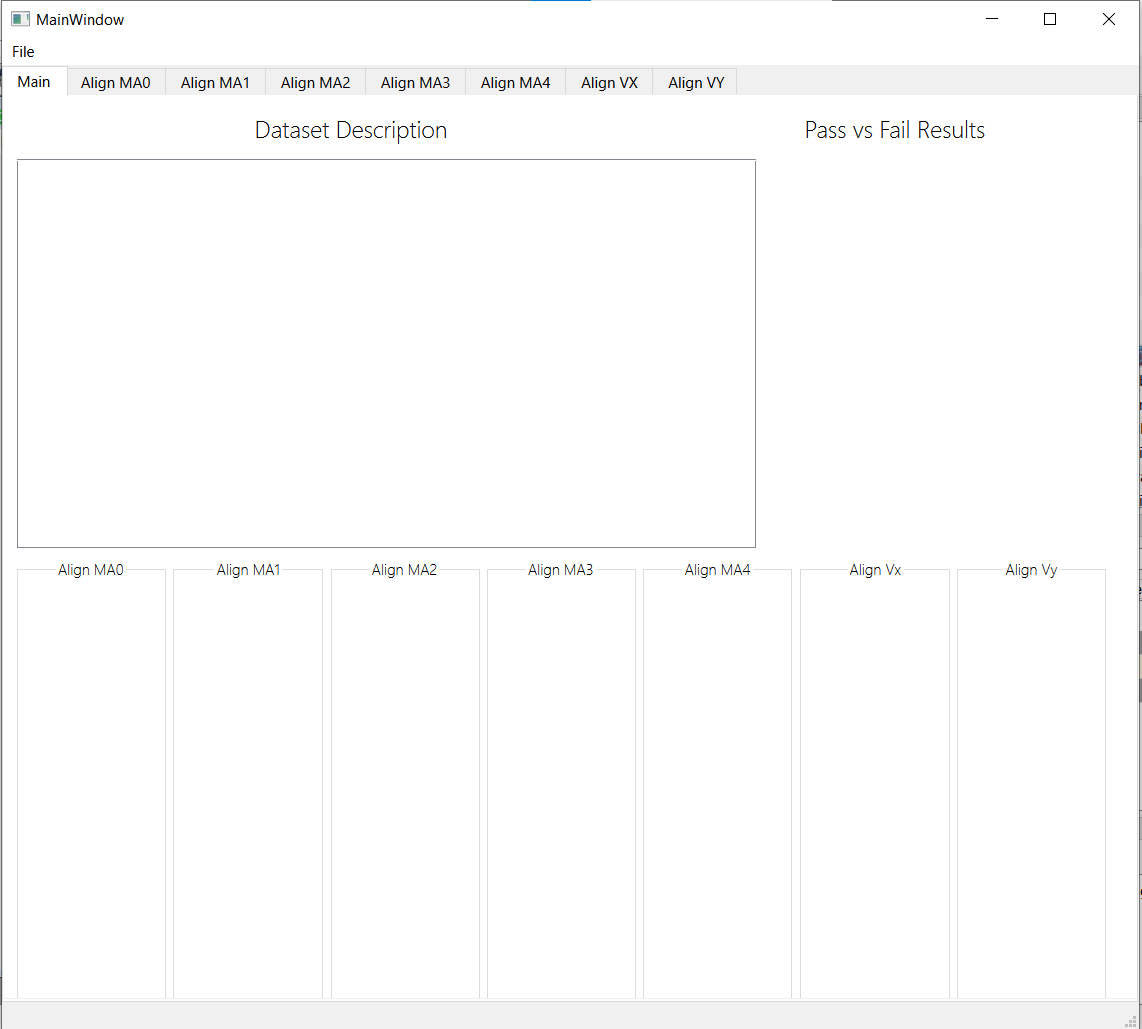 MainWindow
File
Main Align MA0 Align MA1 Align MA2 Align MA3 Align MA4 Align VX Align VY
Dataset Description Pass vs Fail Results
Align MA0 Align MA1 Align MA2 Align MA3 Align MA4 Align Vx Align Vy